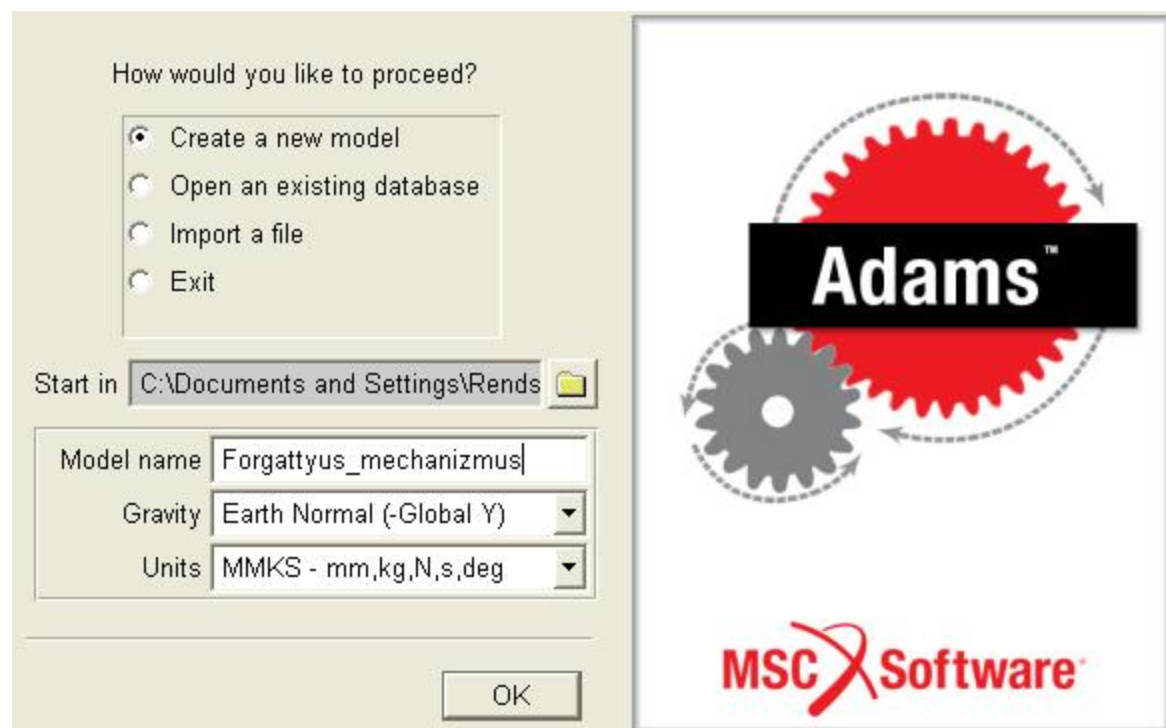 How would you like to proceed?
Create a new model
Open an existing database
Import a file
Exit
Start in C:\Documents and Settings\Rends
Model name Forgattyus_mechanizmus
Gravity Earth Normal (-Global Y)
Units MMKS - mm,kg,N,s,deg
OK
Adams™
MSC Software